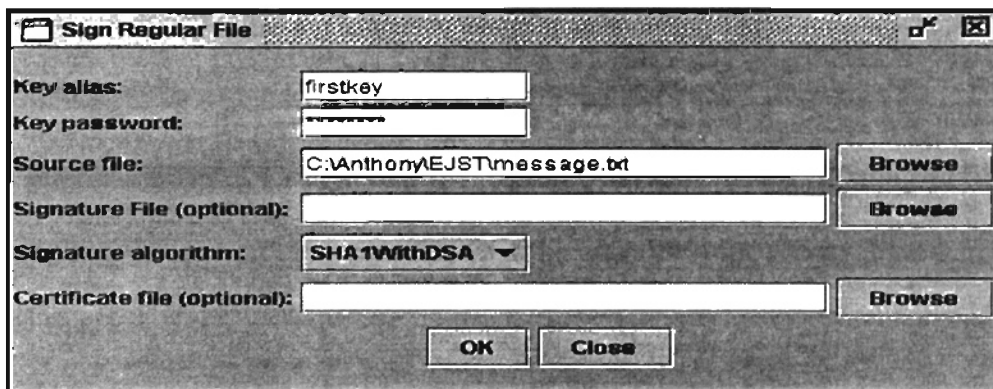 Sign Regular File
Key alias: firstkey
Key password: ********
Source file: C:\Anthony\EJST\message.txt Browse
Signature File (optional): Browse
Signature algorithm: SHA1WithDSA
Certificate file (optional): Browse
OK Close